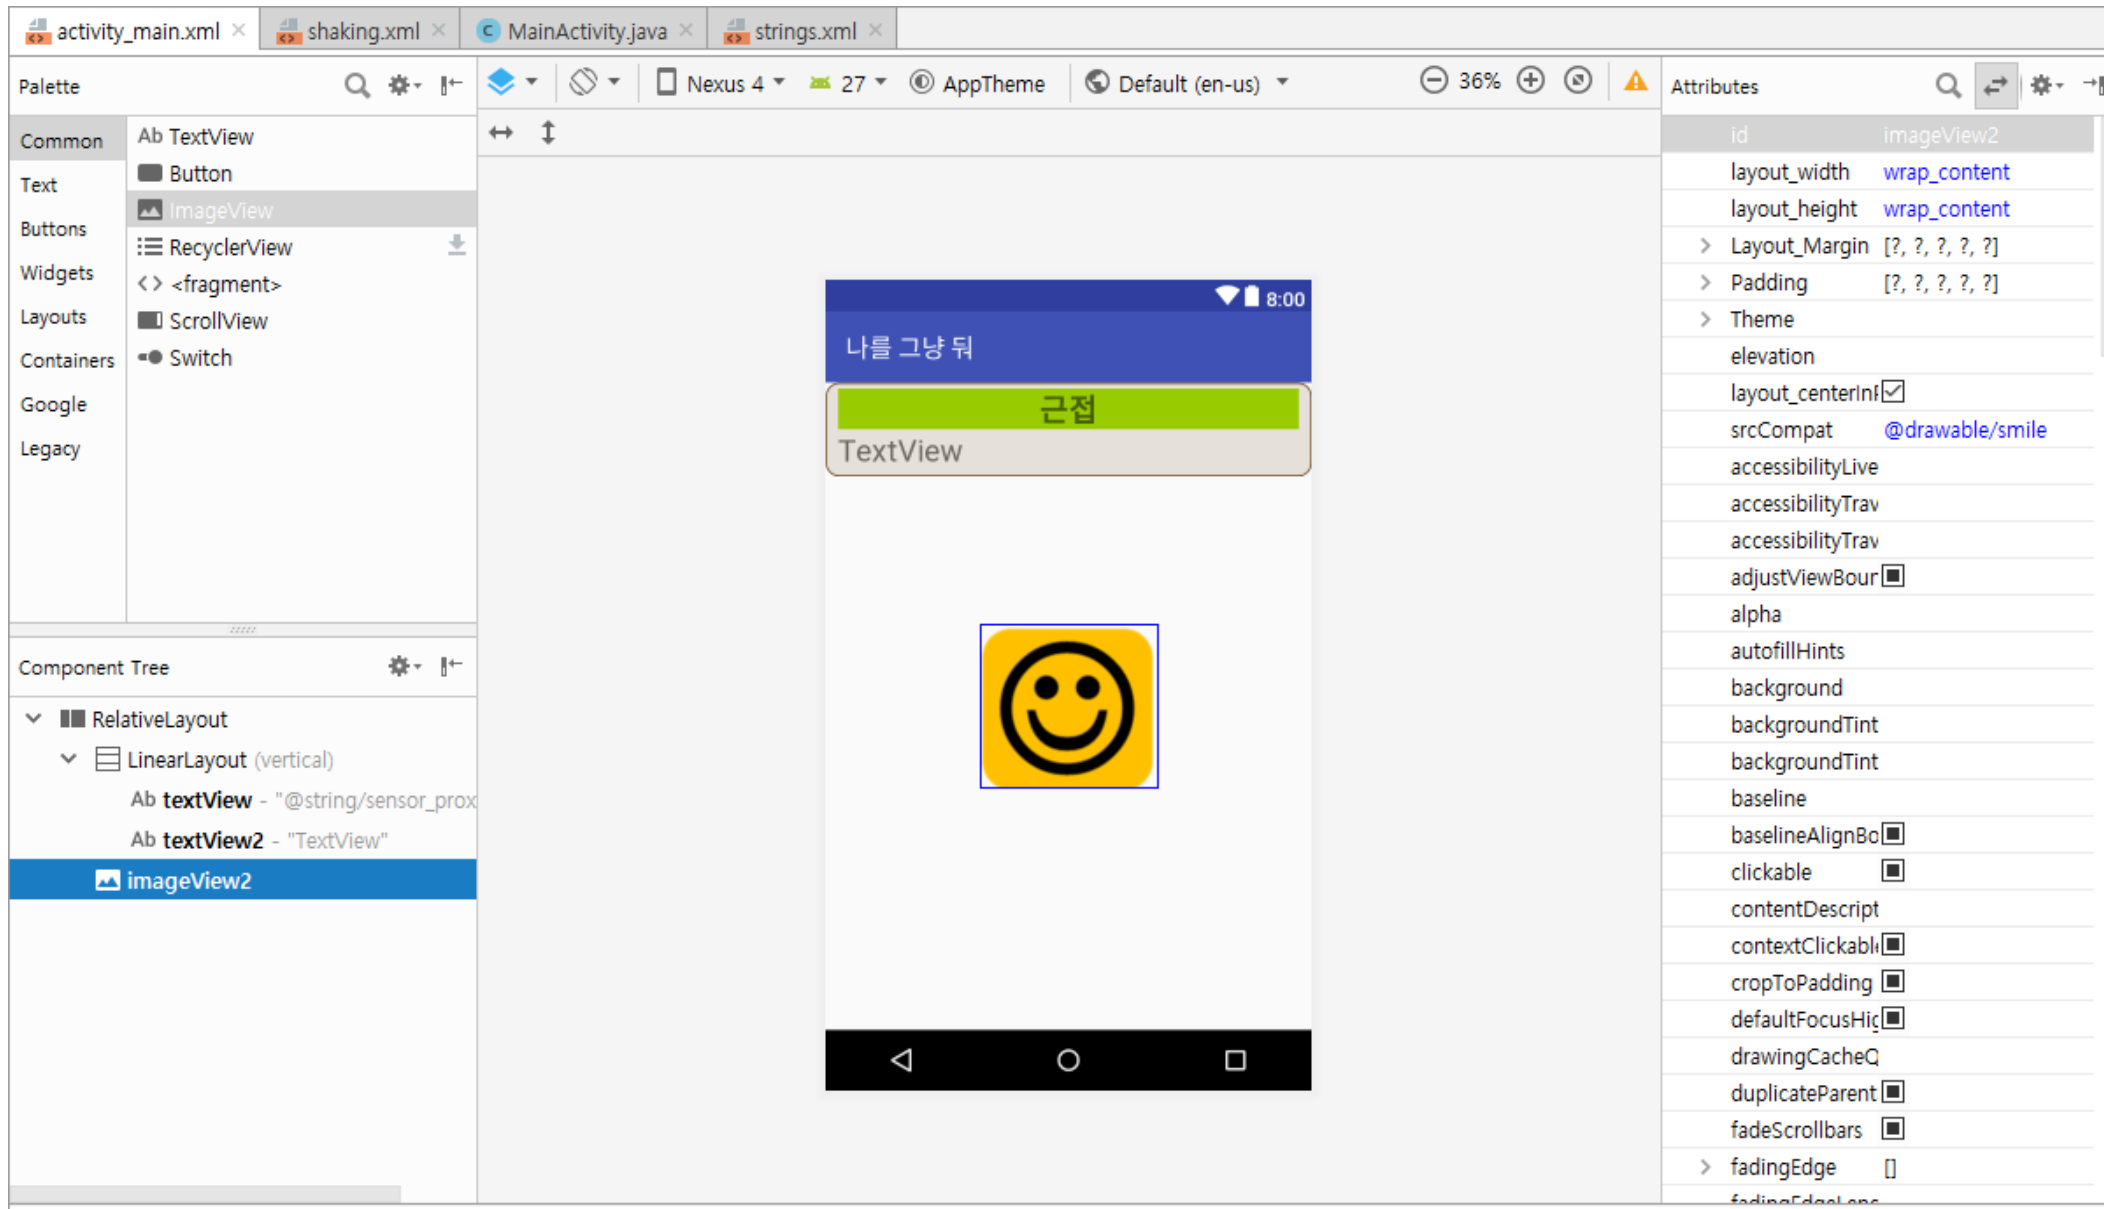 activity_main.xml
shaking.xml
MainActivity.java
strings.xml
Palette
Common
Text
Buttons
Widgets
Layouts
Containers
Google
Legacy
Ab TextView
Button
ImageView
RecyclerView
<fragment>
ScrollView
Switch
Component Tree
RelativeLayout
LinearLayout (vertical)
Ab textView - "@string/sensor_prox
Ab textView2 - "TextView"
imageView2
Nexus 4
27
AppTheme
Default (en-us)
36%
8:00
나를 그냥 둬
근접
TextView
Attributes
id imageView2
layout_width wrap_content
layout_height wrap_content
Layout_Margin [?, ?, ?, ?, ?]
Padding [?, ?, ?, ?, ?]
Theme
elevation
layout_centerInP
srcCompat @drawable/smile
accessibilityLive
accessibilityTrav
accessibilityTrav
adjustViewBour
alpha
autofillHints
background
backgroundTint
backgroundTint
baseline
baselineAlignBo
clickable
contentDescript
contextClickabl
cropToPadding
defaultFocusHig
drawingCacheQ
duplicateParent
fadeScrollbars
fadingEdge []